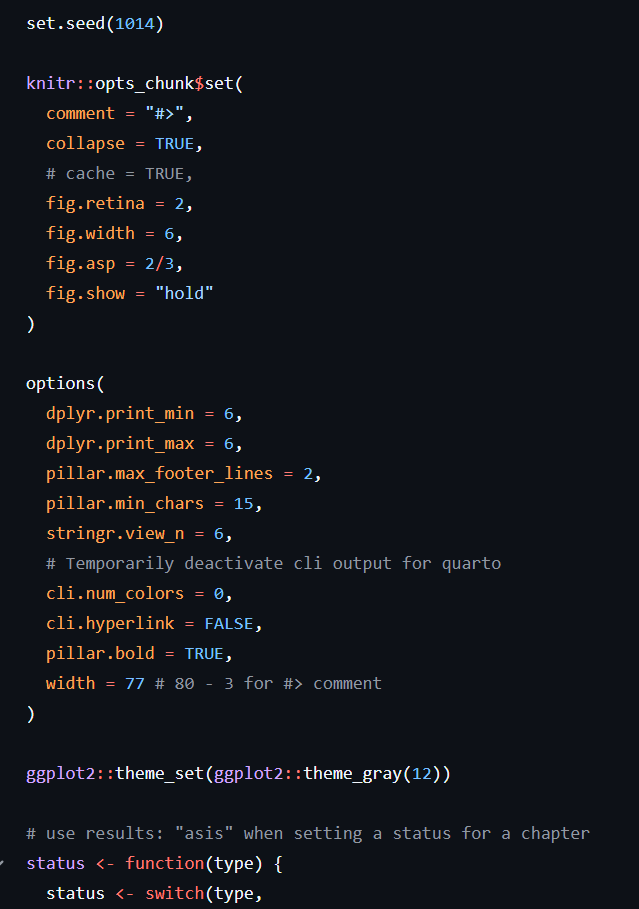 set.seed(1014)
knitr::opts_chunk$set(
comment = "#>",
collapse = TRUE,
# cache = TRUE,
fig.retina = 2,
fig.width = 6,
fig.asp = 2/3,
fig.show = "hold"
)
options(
dplyr.print_min = 6,
dplyr.print_max = 6,
pillar.max_footer_lines = 2,
pillar.min_chars = 15,
stringr.view_n = 6,
# Temporarily deactivate cli output for quarto
cli.num_colors = 0,
cli.hyperlink = FALSE,
pillar.bold = TRUE,
width = 77 # 80 - 3 for #> comment
)
ggplot2::theme_set(ggplot2::theme_gray(12))
# use results: "asis" when setting a status for a chapter
status <- function(type) {
status <- switch(type,